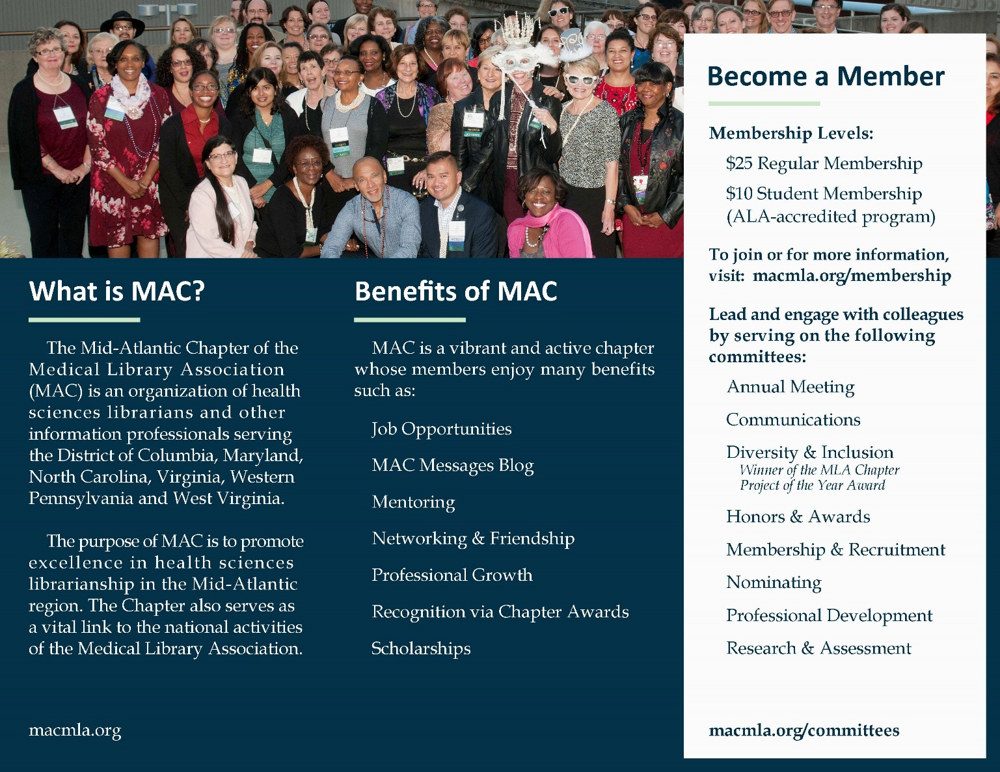 What is MAC?
The Mid-Atlantic Chapter of the
Medical Library Association
(MAC) is an organization of health
sciences librarians and other
information professionals serving
the District of Columbia, Maryland,
North Carolina, Virginia, Western
Pennsylvania and West Virginia.
The purpose of MAC is to promote
excellence in health sciences
librarianship in the Mid-Atlantic
region. The Chapter also serves as
a vital link to the national activities
of the Medical Library Association.
macmla.org
Benefits of MAC
MAC is a vibrant and active chapter
whose members enjoy many benefits
such as:
Job Opportunities
MAC Messages Blog
Mentoring
Networking & Friendship
Professional Growth
Recognition via Chapter Awards
Scholarships
Become a Member
Membership Levels:
$25 Regular Membership
$10 Student Membership
(ALA-accredited program)
To join or for more information,
visit: macmla.org/membership
Lead and engage with colleagues
by serving on the following
committees:
Annual Meeting
Communications
Diversity & Inclusion
Winner of the MLA Chapter
Project of the Year Award
Honors & Awards
Membership & Recruitment
Nominating
Professional Development
Research & Assessment
macmla.org/committees